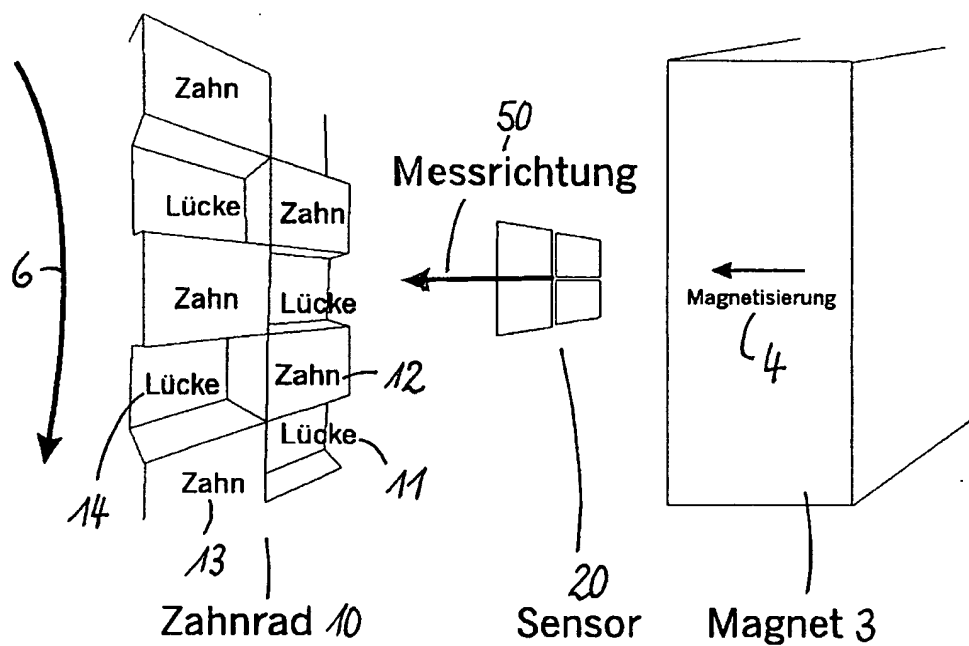 Zahn
50
Messrichtung
Lücke
Zahn
6
Zahn
Lücke
Magnetisierung
4
Lücke
Zahn 12
Lücke
14
Zahn
11
13
20
Zahnrad 10
Sensor
Magnet 3